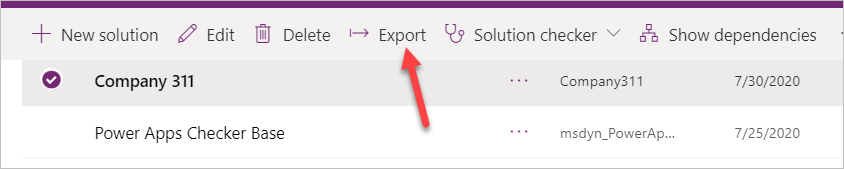 New solution Edit Delete Export Solution checker Show dependencies
Company 311 ... Company311 7/30/2020
Power Apps Checker Base ... msdyn_PowerAp... 7/25/2020